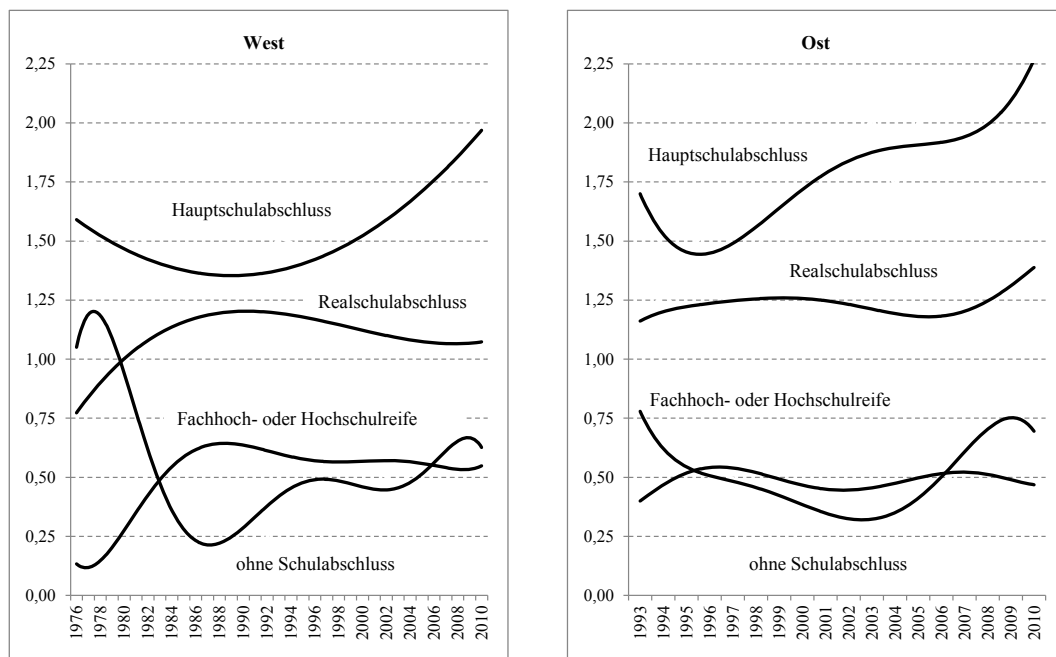 West
2,25
2,00
1,75
1,50
1,25
1,00
0,75
0,50
0,25
0,00
Hauptschulabschluss
Realschulabschluss
Fachhoch- oder Hochschulreife
ohne Schulabschluss
1976 1978 1980 1982 1984 1986 1988 1990 1992 1994 1996 1998 2000 2002 2004 2006 2008 2010
Ost
2,25
2,00
1,75
1,50
1,25
1,00
0,75
0,50
0,25
0,00
Hauptschulabschluss
Realschulabschluss
Fachhoch- oder Hochschulreife
ohne Schulabschluss
1993 1994 1995 1996 1997 1998 1999 2000 2001 2002 2003 2004 2005 2006 2007 2008 2009 2010